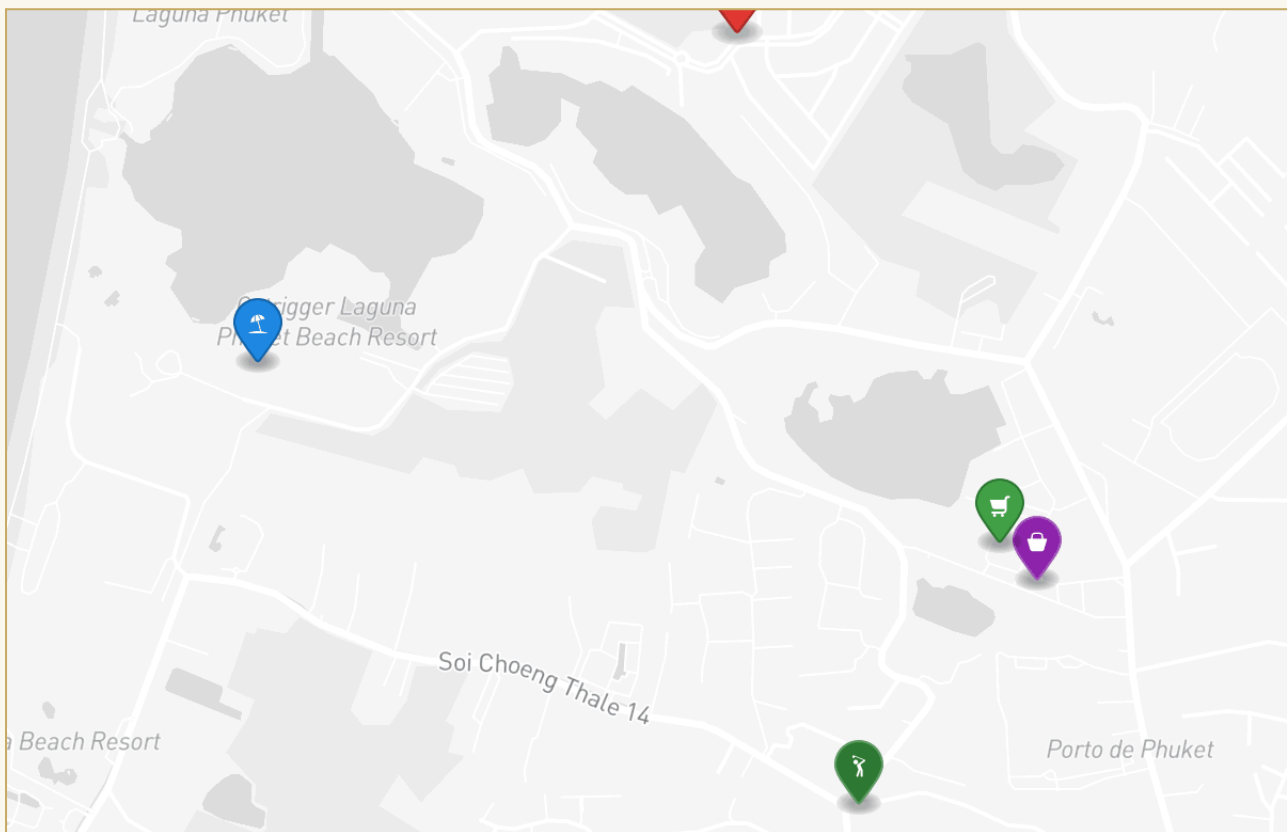 Laguna Phuket
Outrigger Laguna
Phuket Beach Resort
Soi Choeng Thale 14
a Beach Resort
Porto de Phuket